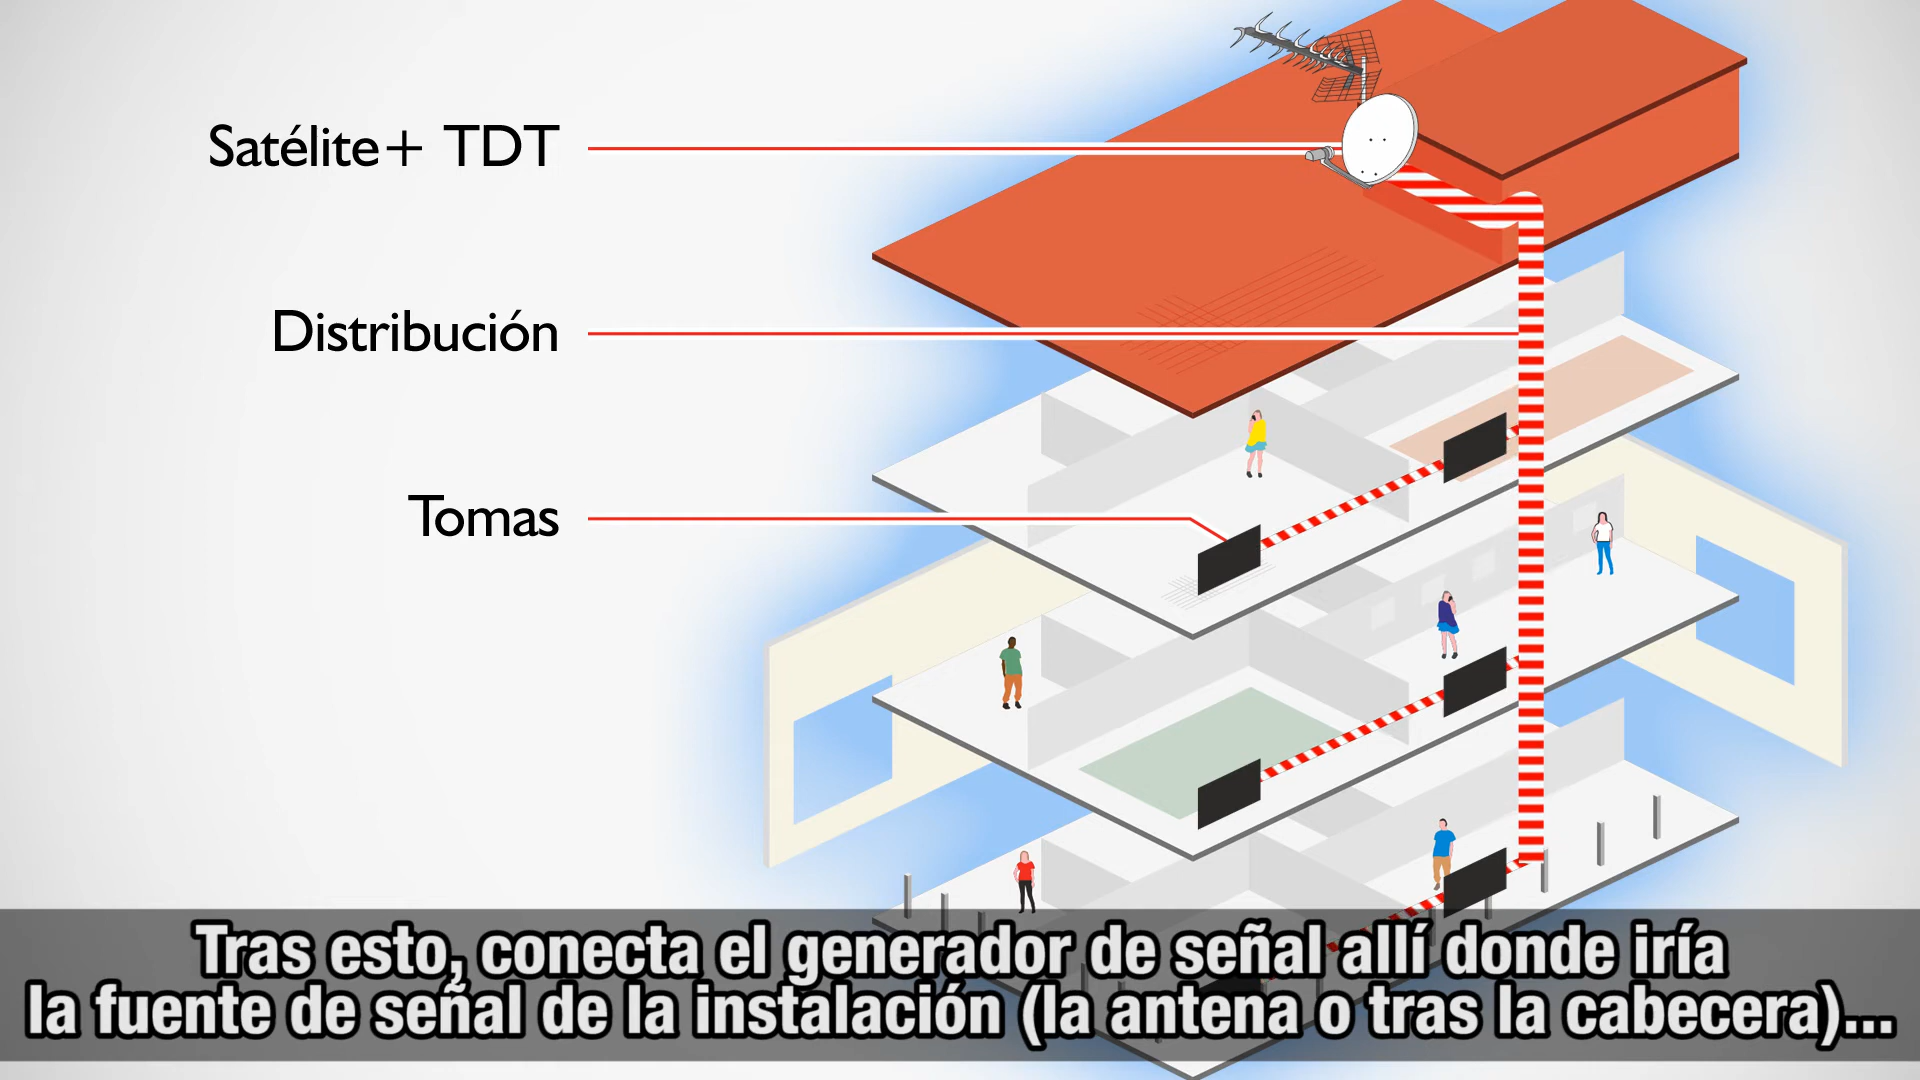 Satélite+ TDT
Distribución
Tomas
Tras esto, conecta el generador de señal allí donde iría
la fuente de señal de la instalación (la antena o tras la cabecera)...